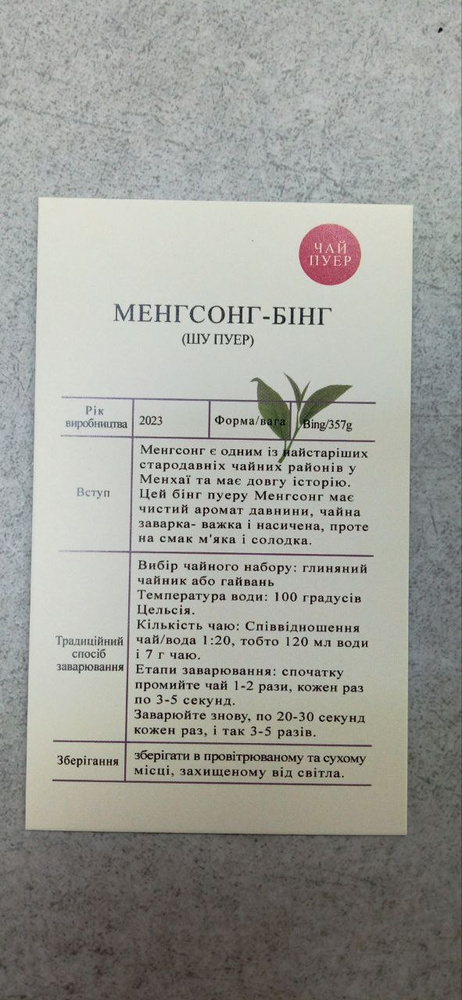 ЧАЙ
ПУЕР
МЕНГСОНГ-БІНГ
(ШУ ПУЕР)
Рік
виробництва
2023
Форма/вага
Bing/357g
Вступ
Менгсонг є одним із найстаріших
стародавніх чайних районів у
Менхаї та має довгу історію.
Цей бінг пуеру Менгсонг має
чистий аромат давнини, чайна
заварка- важка і насичена, проте
на смак м'яка і солодка.
Традиційний
спосіб
заварювання
Вибір чайного набору: глиняний
чайник або гайвань
Температура води: 100 градусів
Цельсія.
Кількість чаю: Співвідношення
чай/вода 1:20, тобто 120 мл води
і 7 г чаю.
Етапи заварювання: спочатку
промийте чай 1-2 рази, кожен раз
по 3-5 секунд.
Заварюйте знову, по 20-30 секунд
кожен раз, і так 3-5 разів.
Зберігання
зберігати в провітрюваному та сухому
місці, захищеному від світла.